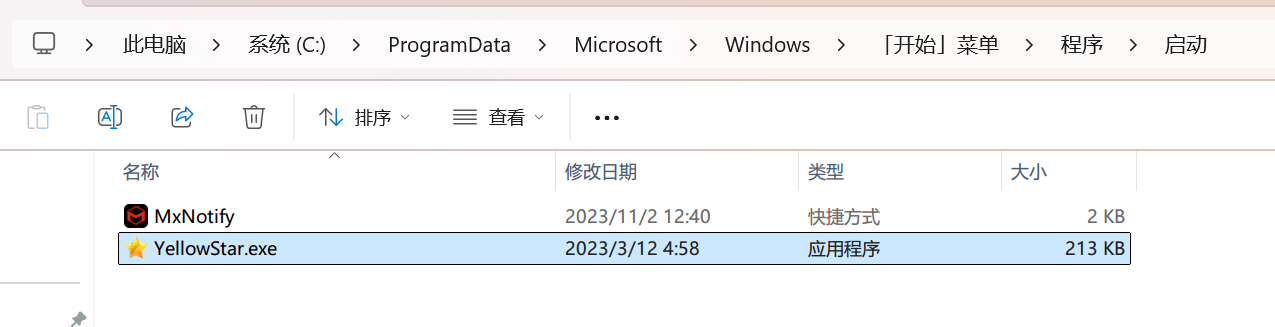 此电脑 > 系统 (C:) > ProgramData > Microsoft > Windows > 「开始」菜单 > 程序 > 启动
排序 查看 •••
名称 修改日期 类型 大小
MxNotify 2023/11/2 12:40 快捷方式 2 KB
YellowStar.exe 2023/3/12 4:58 应用程序 213 KB